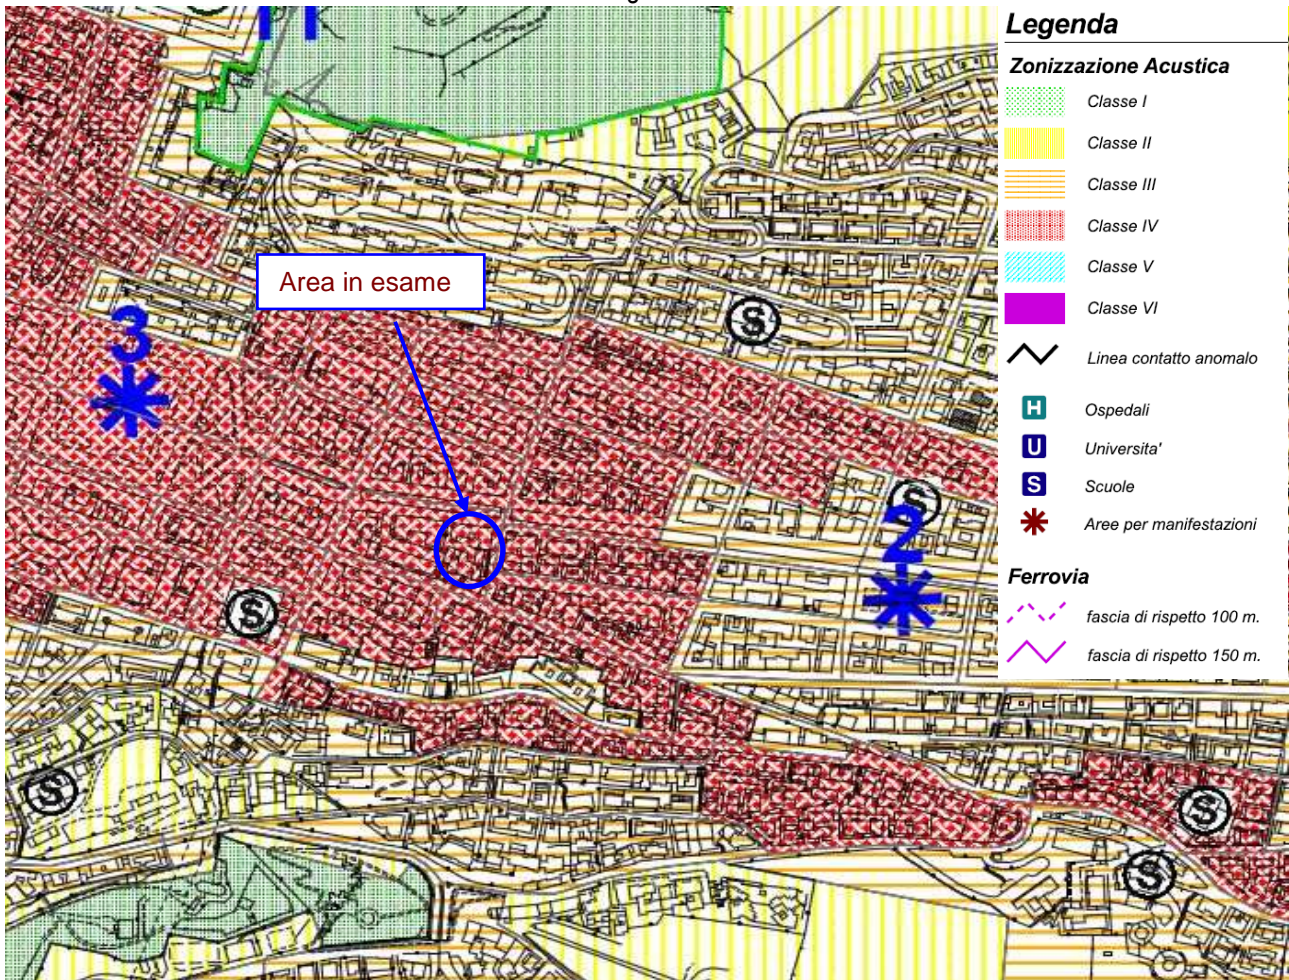 Legenda
Zonizzazione Acustica
Classe I
Classe II
Classe III
Classe IV
Classe V
Classe VI
Linea contatto anomalo
H Ospedali
U Universita'
S Scuole
Aree per manifestazioni
Ferrovia
fascia di rispetto 100 m.
fascia di rispetto 150 m.
Area in esame
3
S
S
2
S
S
S
S